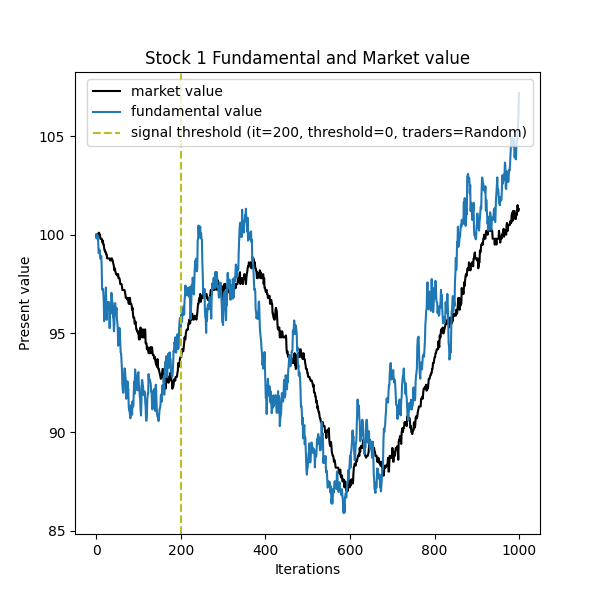 Stock 1 Fundamental and Market value
market value
fundamental value
signal threshold (it=200, threshold=0, traders=Random)
Present value
105
100
95
90
85
0
200
400
600
800
1000
Iterations